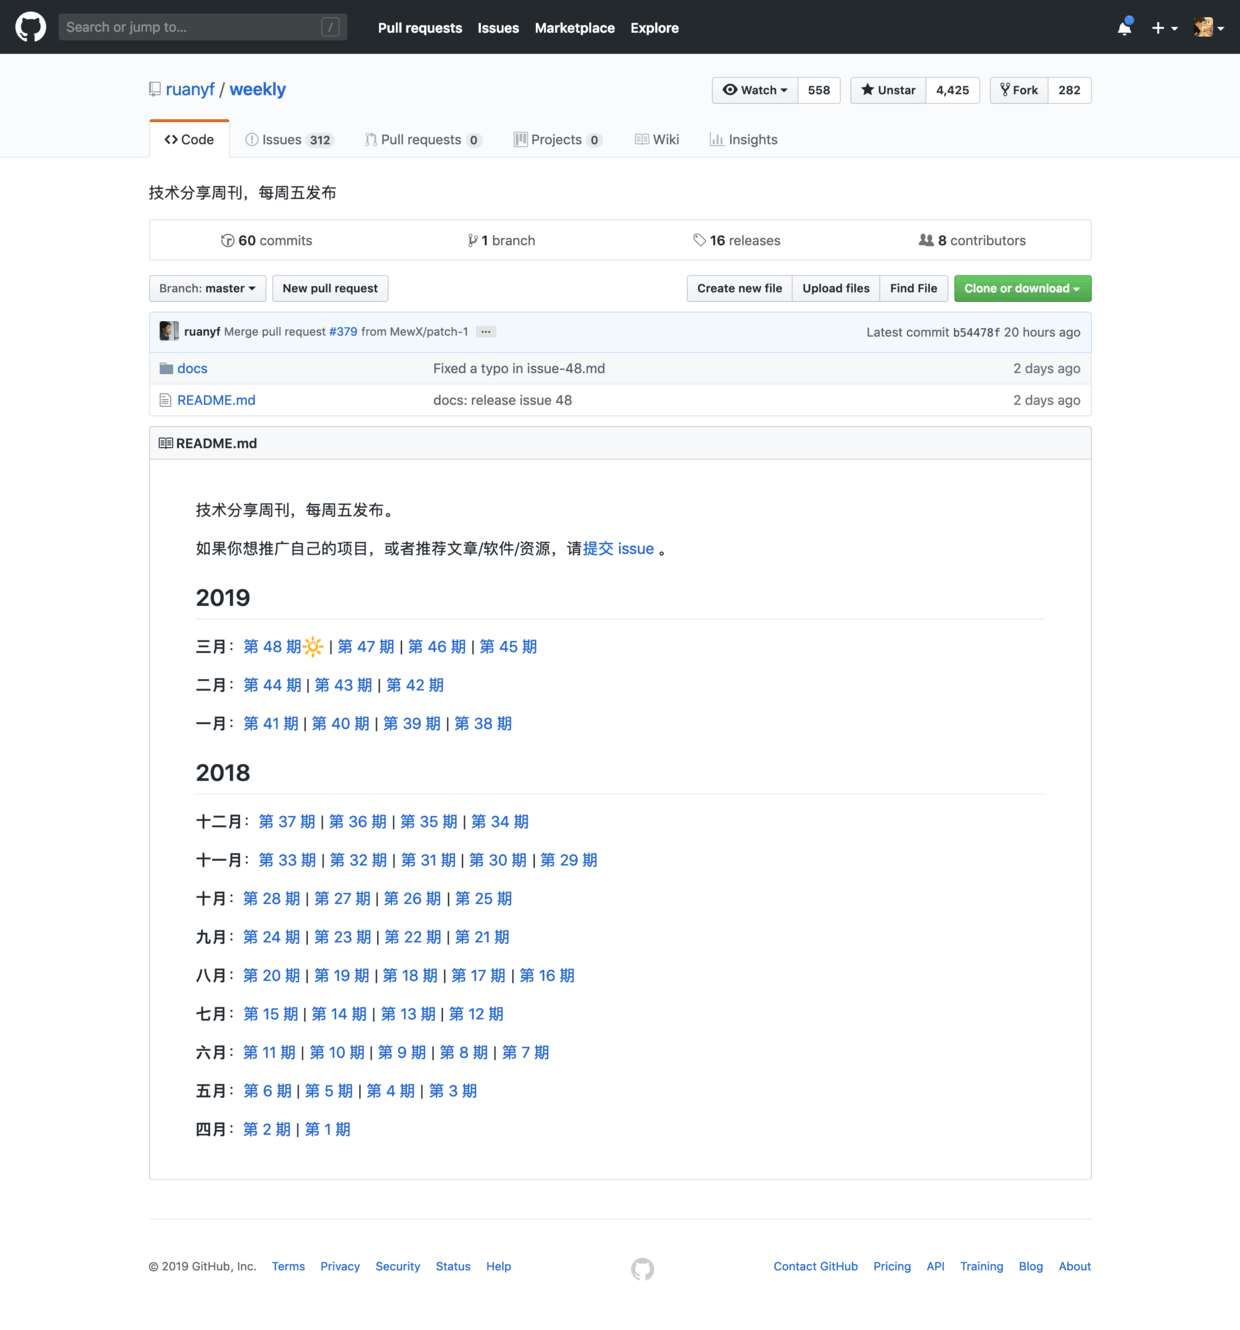 Search or jump to... /
Pull requests Issues Marketplace Explore
ruanyf / weekly
Watch 558 Unstar 4,425 Fork 282
Code Issues 312 Pull requests 0 Projects 0 Wiki Insights
技术分享周刊，每周五发布
60 commits 1 branch 16 releases 8 contributors
Branch: master New pull request Create new file Upload files Find File Clone or download
ruanyf Merge pull request #379 from MewX/patch-1 ... Latest commit b54478f 20 hours ago
docs Fixed a typo in issue-48.md 2 days ago
README.md docs: release issue 48 2 days ago
README.md
技术分享周刊，每周五发布。
如果你想推广自己的项目，或者推荐文章/软件/资源，请提交 issue 。
2019
三月：第 48 期🔆 | 第 47 期 | 第 46 期 | 第 45 期
二月：第 44 期 | 第 43 期 | 第 42 期
一月：第 41 期 | 第 40 期 | 第 39 期 | 第 38 期
2018
十二月：第 37 期 | 第 36 期 | 第 35 期 | 第 34 期
十一月：第 33 期 | 第 32 期 | 第 31 期 | 第 30 期 | 第 29 期
十月：第 28 期 | 第 27 期 | 第 26 期 | 第 25 期
九月：第 24 期 | 第 23 期 | 第 22 期 | 第 21 期
八月：第 20 期 | 第 19 期 | 第 18 期 | 第 17 期 | 第 16 期
七月：第 15 期 | 第 14 期 | 第 13 期 | 第 12 期
六月：第 11 期 | 第 10 期 | 第 9 期 | 第 8 期 | 第 7 期
五月：第 6 期 | 第 5 期 | 第 4 期 | 第 3 期
四月：第 2 期 | 第 1 期
© 2019 GitHub, Inc. Terms Privacy Security Status Help Contact GitHub Pricing API Training Blog About